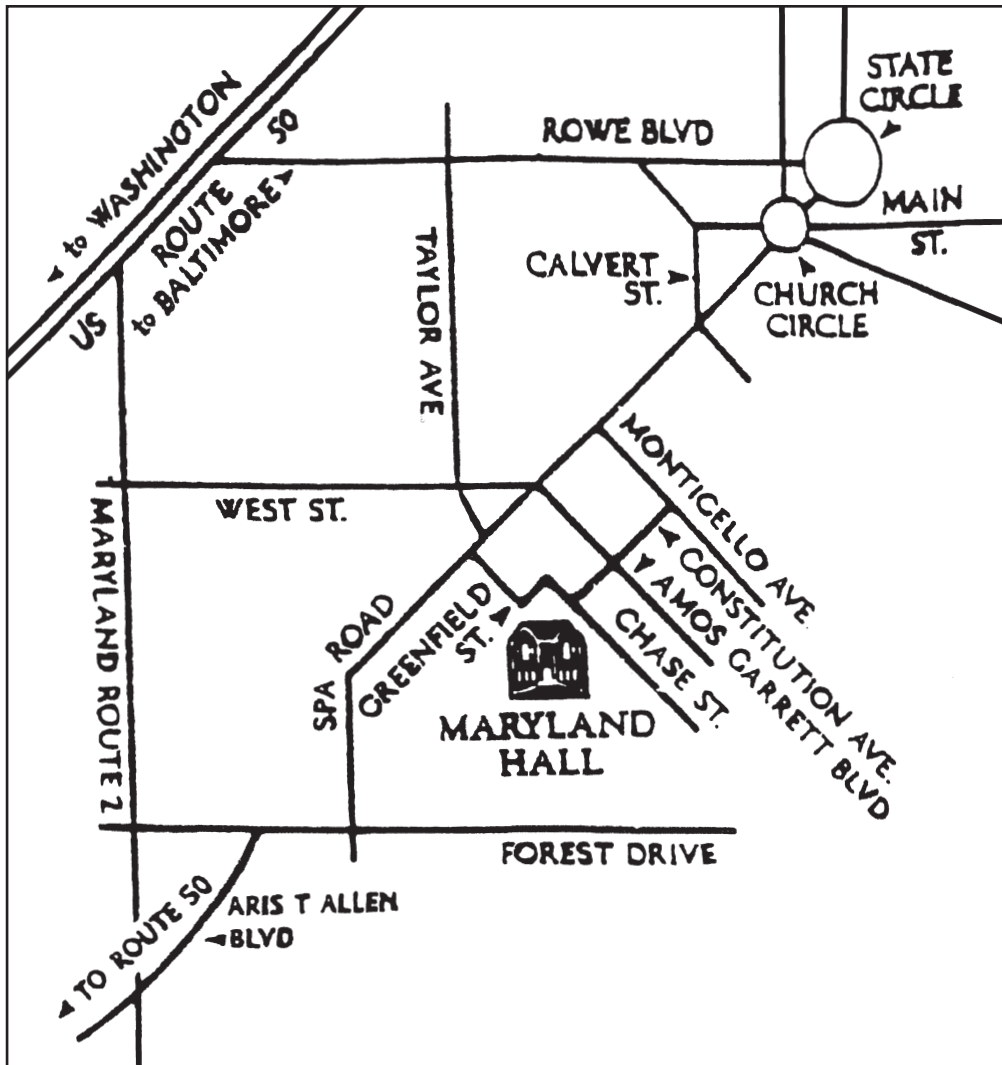 STATE
CIRCLE
ROWE BLVD
to WASHINGTON
50
ROUTE
to BALTIMORE
US
MAIN
ST.
TAYLOR AVE
CALVERT
ST.
CHURCH
CIRCLE
MONTICELLO AVE
WEST ST.
MARYLAND ROUTE 2
CONSTITUTION AVE.
AMOS GARRETT BLVD
CHASE ST.
SPA
ROAD
GREENFIELD
ST.
MARYLAND
HALL
FOREST DRIVE
ARIS T ALLEN
BLVD
TO ROUTE 50